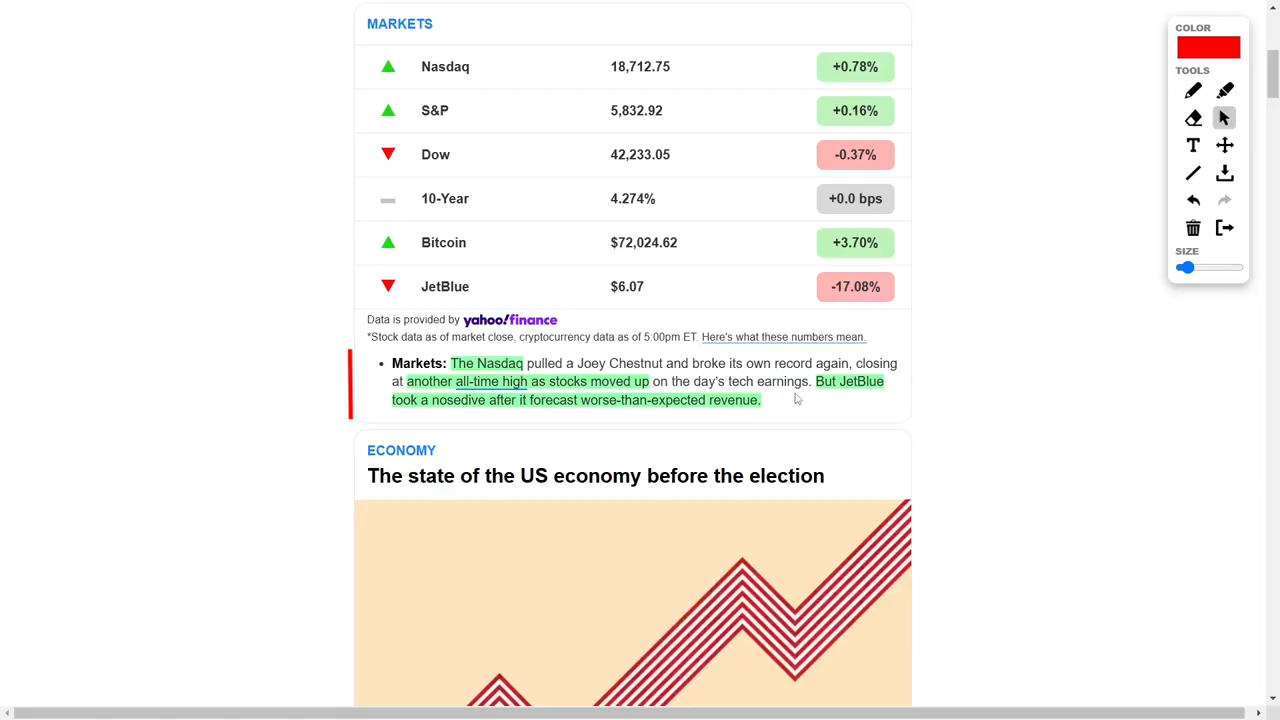 MARKETS
Nasdaq 18,712.75 +0.78%
S&P 5,832.92 +0.16%
Dow 42,233.05 -0.37%
10-Year 4.274% +0.0 bps
Bitcoin $72,024.62 +3.70%
JetBlue $6.07 -17.08%
Data is provided by yahoo!finance
*Stock data as of market close, cryptocurrency data as of 5:00pm ET. Here's what these numbers mean.
• Markets: The Nasdaq pulled a Joey Chestnut and broke its own record again, closing
at another all-time high as stocks moved up on the day's tech earnings. But JetBlue
took a nosedive after it forecast worse-than-expected revenue.
ECONOMY
The state of the US economy before the election
COLOR
TOOLS
T
SIZE